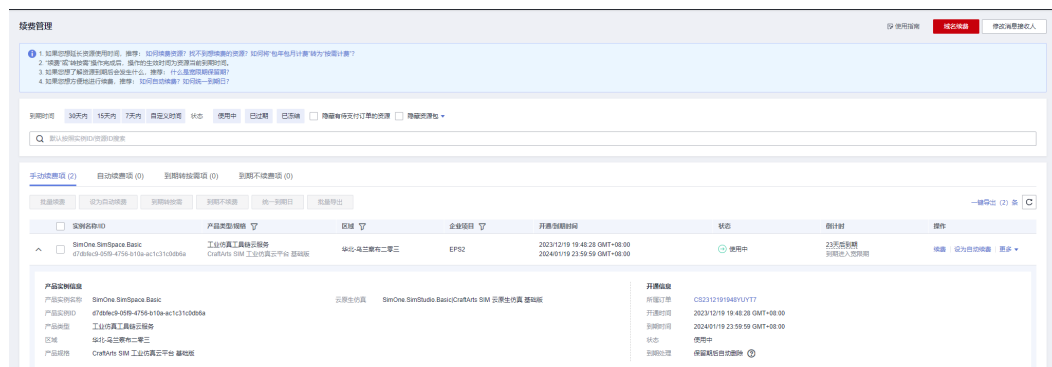 续费管理
使用指南 域名续费 修改消息接收人
1. 如果您想延长资源使用时间，推荐： 如何续费资源？找不到想续费的资源？如何将"包年包月计费"转为"按需计费"？
2. "续费"或"转按需"操作完成后，操作的生效时间为资源当前到期时间。
3. 如果您想了解资源到期后会发生什么，推荐： 什么是宽限期保留期？
4. 如果您想方便地进行续费，推荐： 如何自动续费？如何统一到期日？
到期时间 30天内 15天内 7天内 自定义时间 状态 使用中 已过期 已冻结 隐藏有待支付订单的资源 隐藏资源包
默认按照实例ID/资源ID搜索
手动续费项 (2) 自动续费项 (0) 到期转按需项 (0) 到期不续费项 (0)
批量续费 设为自动续费 到期转按需 到期不续费 统一到期日 批量导出 一键导出 (2) 条
实例名称/ID 产品类型/规格 区域 企业项目 开通/到期时间 状态 倒计时 操作
SimOne.SimSpace.Basic 工业仿真工具链云服务 华北-乌兰察布二零三 EPS2 2023/12/19 19:48:28 GMT+08:00 使用中 23天后到期 续费 设为自动续费 更多
d7dbfec9-05f9-4756-b10a-ac1c31c0db6a CraftArts SIM 工业仿真云平台 基础版 2024/01/19 23:59:59 GMT+08:00 到期进入宽限期
产品实例信息 开通信息
产品实例名称 SimOne.SimSpace.Basic 云原生仿真 SimOne.SimStudio.Basic|CraftArts SIM 云原生仿真 基础版 所属订单 CS2312191948YUYT7
产品实例ID d7dbfec9-05f9-4756-b10a-ac1c31c0db6a 开通时间 2023/12/19 19:48:28 GMT+08:00
产品类型 工业仿真工具链云服务 到期时间 2024/01/19 23:59:59 GMT+08:00
区域 华北-乌兰察布二零三 状态 使用中
产品规格 CraftArts SIM 工业仿真云平台 基础版 到期处理 保留期后自动删除